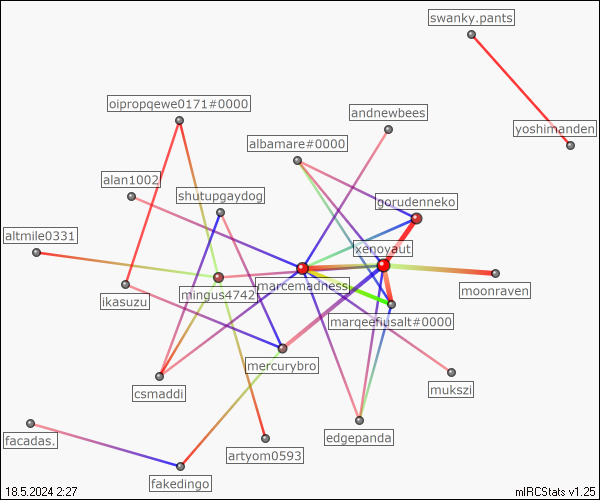 swanky.pants
oipropqewe0171#0000
andnewbees
yoshimanden
albamare#0000
alan1002
shutupgaydog
gorudenneko
altmile0331
xenoyaut
marcemadness
moonraven
mingus4742
ikasuzu
marqeefiusalt#0000
mercurybro
csmaddi
mukszi
edgepanda
facadas.
artyom0593
fakedingo
18.5.2024 2:27
mIRCStats v1.25